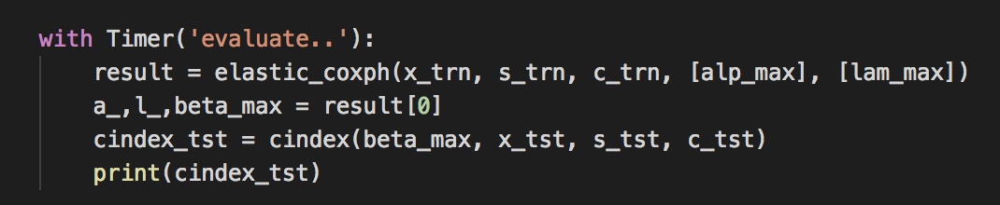 with Timer('evaluate..'):
    result = elastic_coxph(x_trn, s_trn, c_trn, [alp_max], [lam_max])
    a_,l_,beta_max = result[0]
    cindex_tst = cindex(beta_max, x_tst, s_tst, c_tst)
    print(cindex_tst)